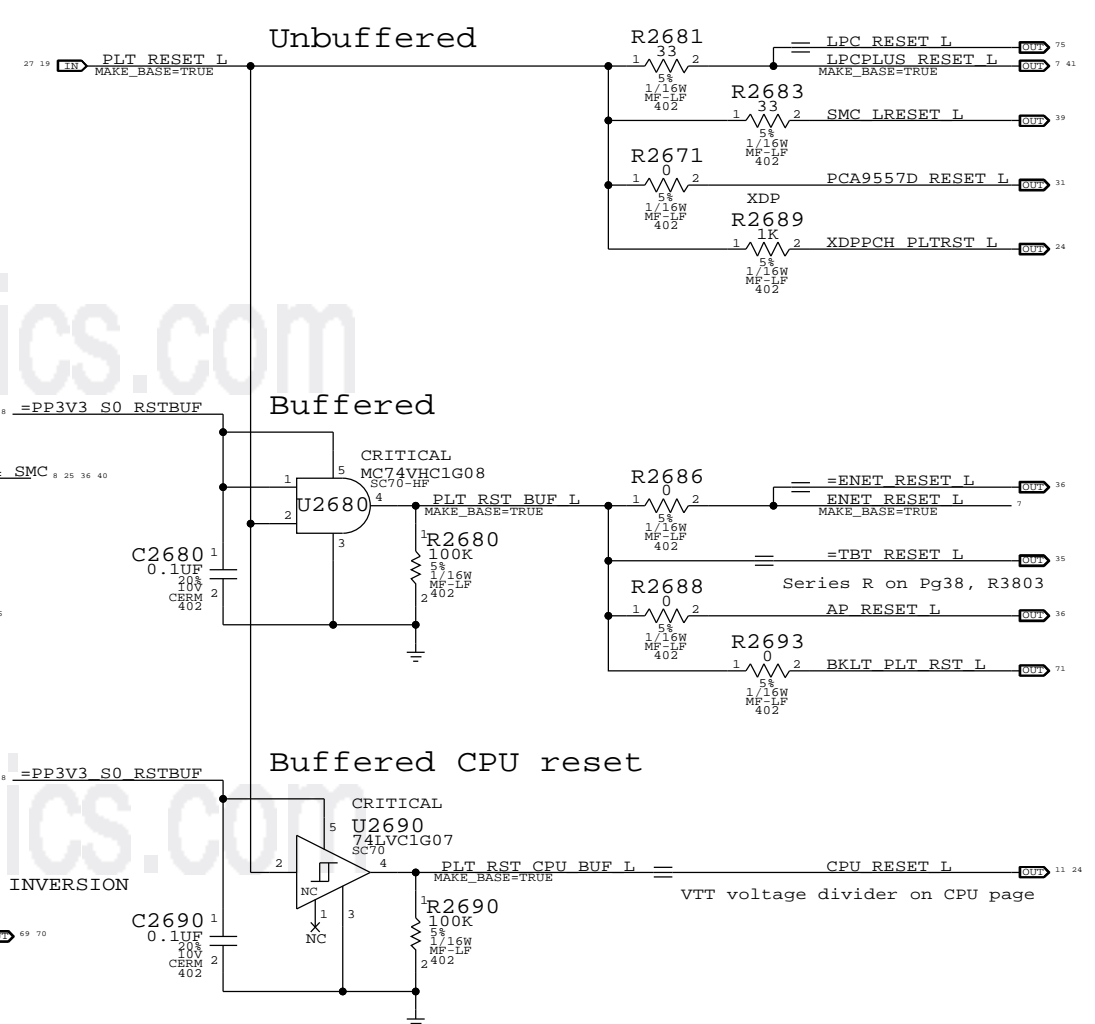 Unbuffered
27 19 IN PLT_RESET_L
MAKE_BASE=TRUE
R2681
33
1 2
5%
1/16W
MF-LF
402
LPC_RESET_L OUT 75
LPCPLUS_RESET_L OUT 7 41
MAKE_BASE=TRUE
R2683
33
1 2
5%
1/16W
MF-LF
402
SMC_LRESET_L OUT 39
R2671
0
1 2
5%
1/16W
MF-LF
402
PCA9557D_RESET_L OUT 31
XDP
R2689
1K
1 2
5%
1/16W
MF-LF
402
XDPPCH_PLTRST_L OUT 24
ics.com
Buffered
8 =PP3V3_S0_RSTBUF
SMC 8 25 36 40
CRITICAL
MC74VHC1G08
SC70-HF
5
1
2
U2680
4
3
PLT_RST_BUF_L
MAKE_BASE=TRUE
C2680
1
0.1UF
20%
10V
CERM
402
2
1
R2680
100K
5%
1/16W
MF-LF
402
2
R2686
0
1 2
5%
1/16W
MF-LF
402
=ENET_RESET_L OUT 36
ENET_RESET_L 7
MAKE_BASE=TRUE
=TBT_RESET_L OUT 35
Series R on Pg38, R3803
R2688
0
1 2
5%
1/16W
MF-LF
402
AP_RESET_L OUT 36
R2693
0
1 2
5%
1/16W
MF-LF
402
BKLT_PLT_RST_L OUT 71
Buffered CPU reset
8 =PP3V3_S0_RSTBUF
ics.com
CRITICAL
U2690
74LVC1G07
SC70
5
2
4
NC
1
3
NC
PLT_RST_CPU_BUF_L
MAKE_BASE=TRUE
CPU_RESET_L OUT 11 24
VTT voltage divider on CPU page
INVERSION
69 70
C2690
1
0.1UF
20%
10V
CERM
402
2
1
R2690
100K
5%
1/16W
MF-LF
402
2